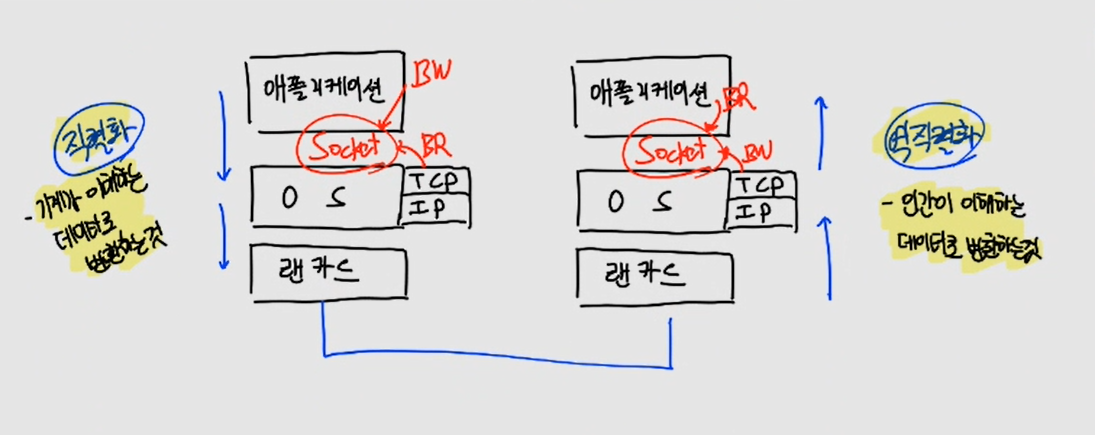 직렬화
- 기계가 이해하는
데이터로
변환하는것
애플리케이션
BW
Socket
BR
OS
TCP
IP
랜카드
애플리케이션
BR
Socket
BW
OS
TCP
IP
랜카드
역직렬화
- 인간이 이해하는
데이터로 변환하는것